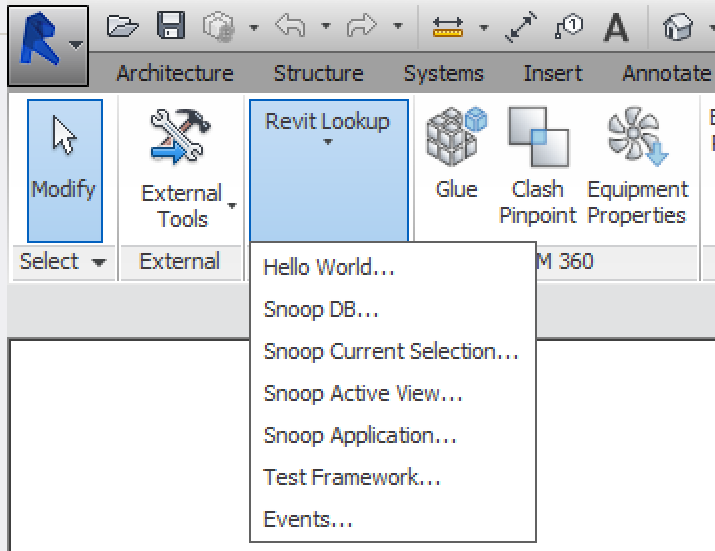 1
A
Architecture Structure Systems Insert Annotate
Modify
External
Tools
Revit Lookup
Glue
Clash
Pinpoint
Equipment
Properties
Select
External
M 360
Hello World...
Snoop DB...
Snoop Current Selection...
Snoop Active View...
Snoop Application...
Test Framework...
Events...